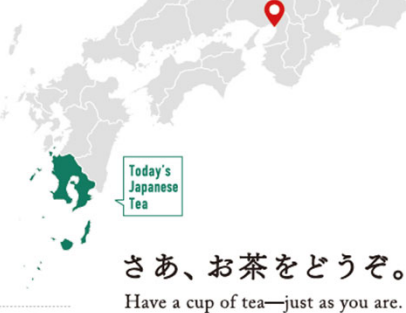 Today's
Japanese
Tea
さあ、お茶をどうぞ。
Have a cup of tea—just as you are.